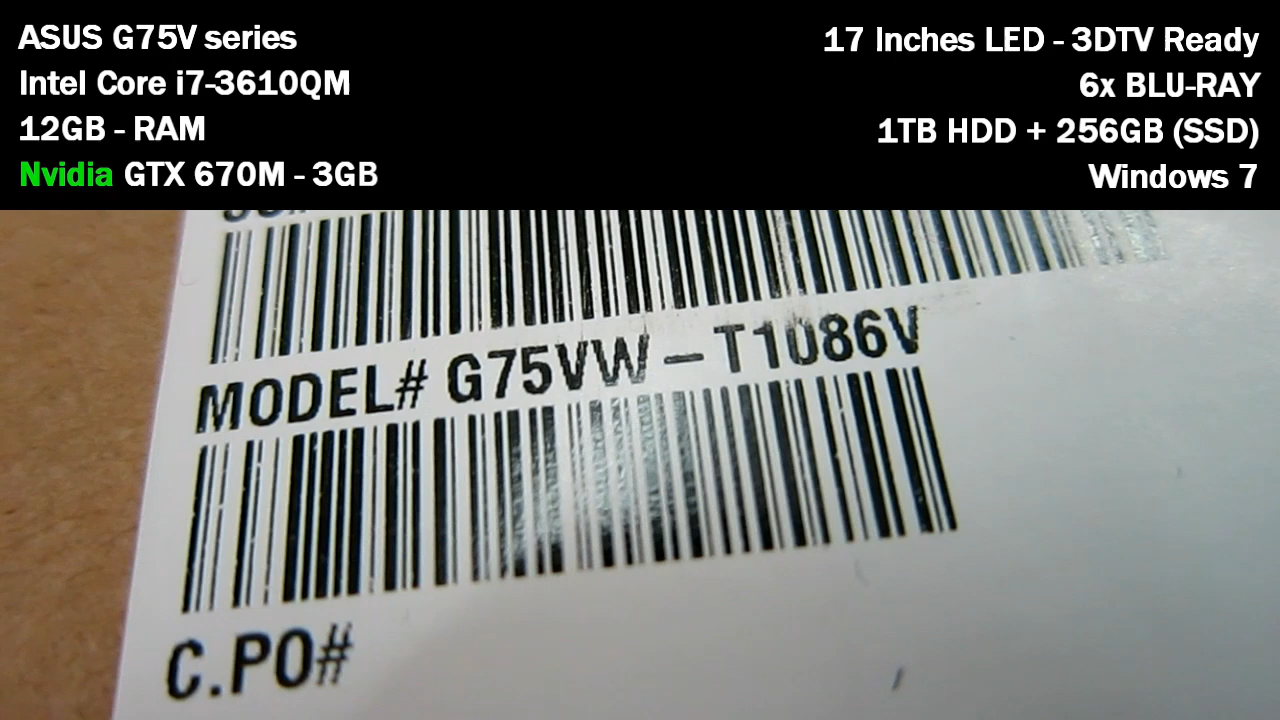 ASUS G75V series
Intel Core i7-3610QM
12GB - RAM
Nvidia GTX 670M - 3GB
17 Inches LED - 3DTV Ready
6x BLU-RAY
1TB HDD + 256GB (SSD)
Windows 7
MODEL# G75VW-T1086V
C.PO#